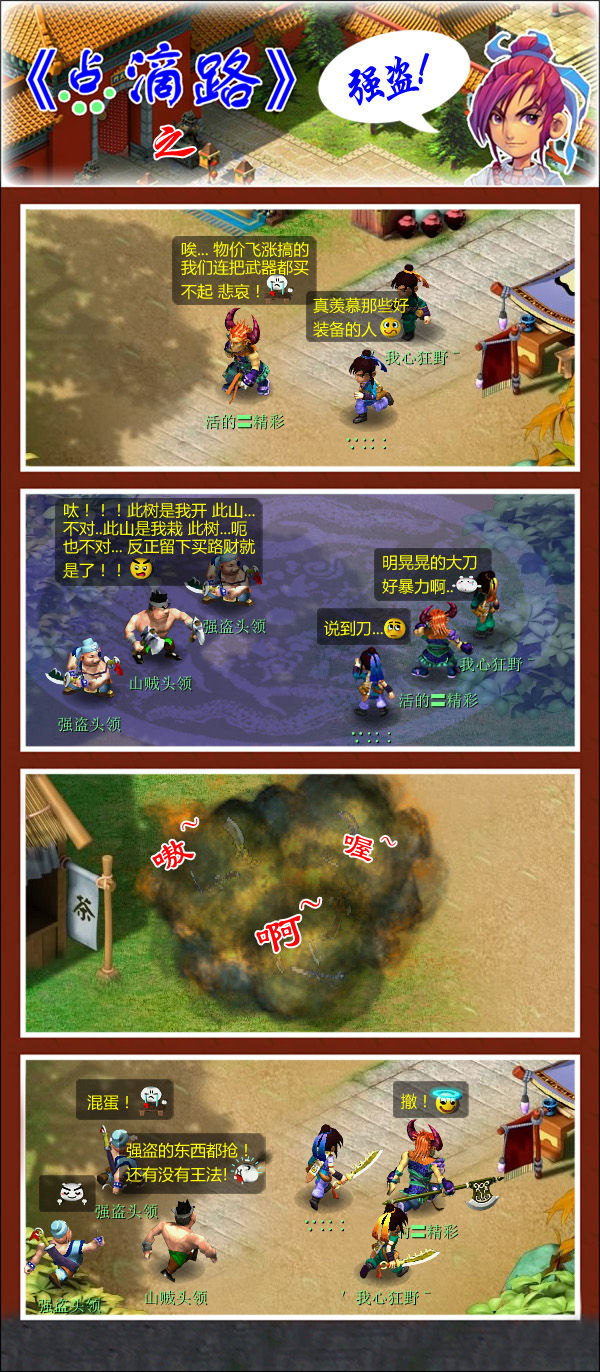 《点滴路》
之
强盗！
唉... 物价飞涨搞的
我们连把武器都买
不起 悲哀！
真羡慕那些好
装备的人
我心狂野
活的〓精彩
呔！！！此树是我开 此山...
不对..此山是我栽 此树...呃
也不对... 反正留下买路财就
是了！！
明晃晃的大刀
好暴力啊..
说到刀...
强盗头领
山贼头领
强盗头领
我心狂野
活的〓精彩
嗷~
喔~
啊~
茶
混蛋！
撤！
强盗的东西都抢！
还有没有王法！
强盗头领
的〓精彩
强盗头领
山贼头领
我心狂野